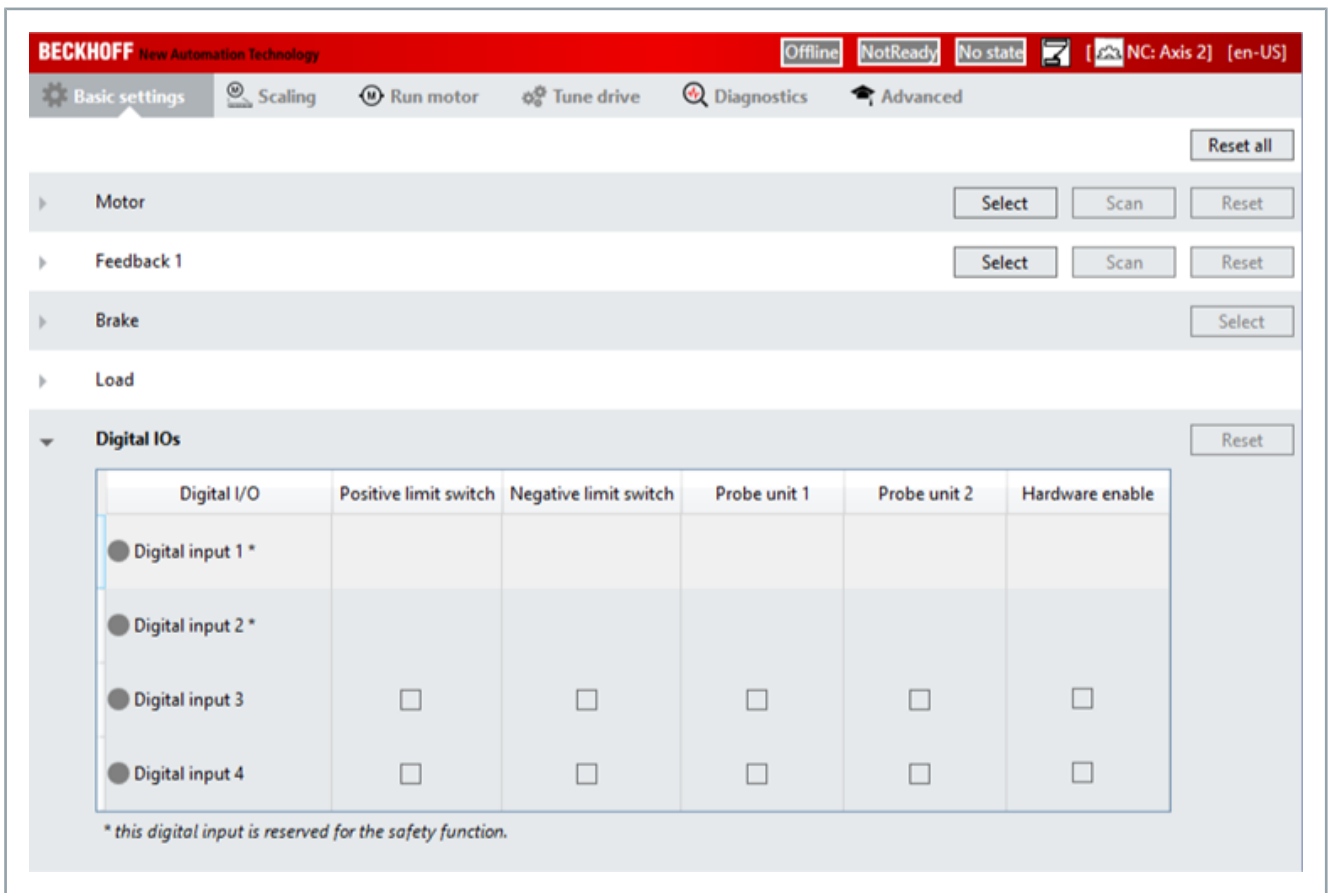 BECKHOFF New Automation Technology Offline NotReady No state [ NC: Axis 2] [en-US]
Basic settings Scaling Run motor Tune drive Diagnostics Advanced
Reset all
Motor Select Scan Reset
Feedback 1 Select Scan Reset
Brake Select
Load
Digital IOs Reset
Digital I/O Positive limit switch Negative limit switch Probe unit 1 Probe unit 2 Hardware enable
Digital input 1 *
Digital input 2 *
Digital input 3
Digital input 4
* this digital input is reserved for the safety function.